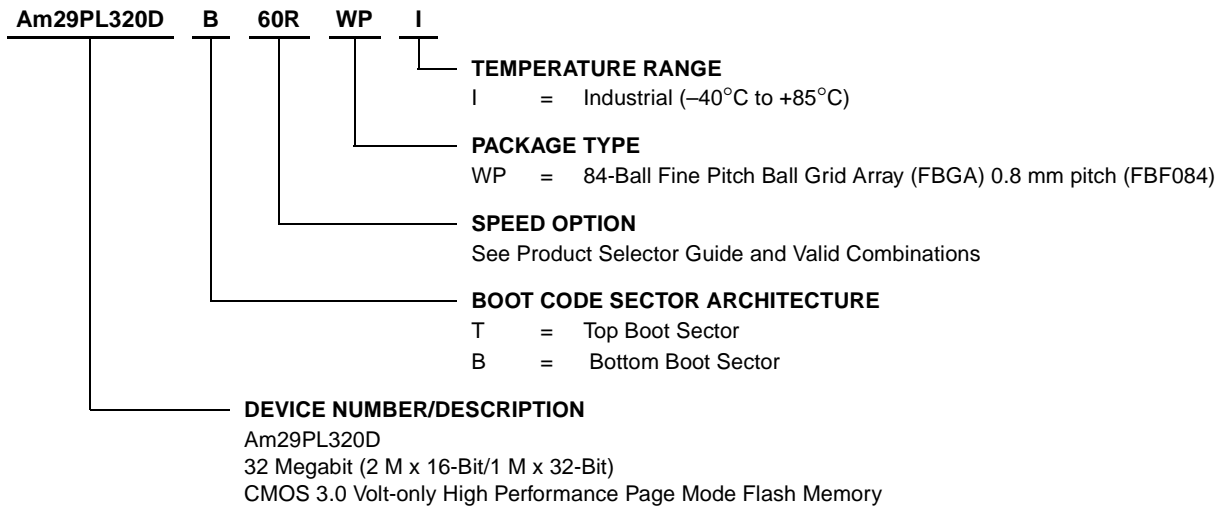 Am29PL320D B 60R WP I
TEMPERATURE RANGE
I = Industrial (–40°C to +85°C)
PACKAGE TYPE
WP = 84-Ball Fine Pitch Ball Grid Array (FBGA) 0.8 mm pitch (FBF084)
SPEED OPTION
See Product Selector Guide and Valid Combinations
BOOT CODE SECTOR ARCHITECTURE
T = Top Boot Sector
B = Bottom Boot Sector
DEVICE NUMBER/DESCRIPTION
Am29PL320D
32 Megabit (2 M x 16-Bit/1 M x 32-Bit)
CMOS 3.0 Volt-only High Performance Page Mode Flash Memory